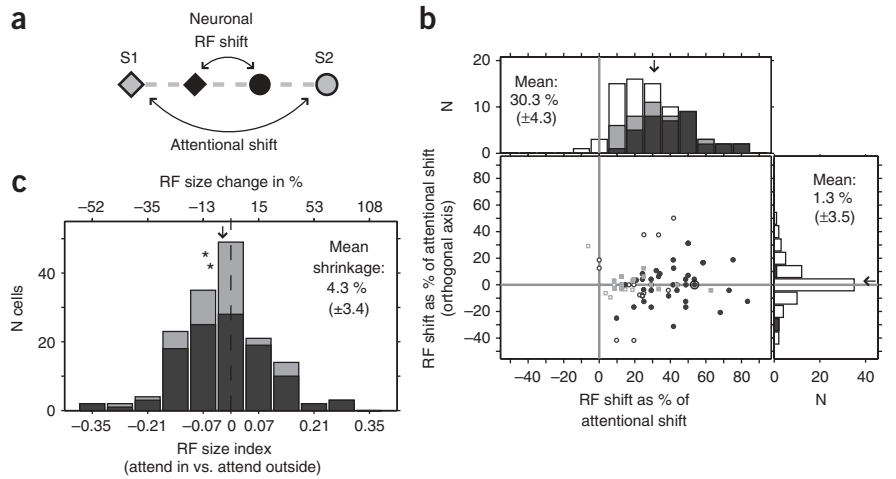 a
Neuronal
RF shift
S1
S2
Attentional shift
b
20
10
0
N
Mean:
30.3 %
(±4.3)
RF shift as % of attentional shift
(orthogonal axis)
80
60
40
20
0
−20
−40
−40
−20
0
20
40
60
80
RF shift as % of
attentional shift
Mean:
1.3 %
(±3.5)
0
20
40
N
c
RF size change in %
−52
−35
−13
15
53
108
N cells
40
20
0
* *
Mean
shrinkage:
4.3 %
(±3.4)
−0.35
−0.21
−0.07
0
0.07
0.21
0.35
RF size index
(attend in vs. attend outside)